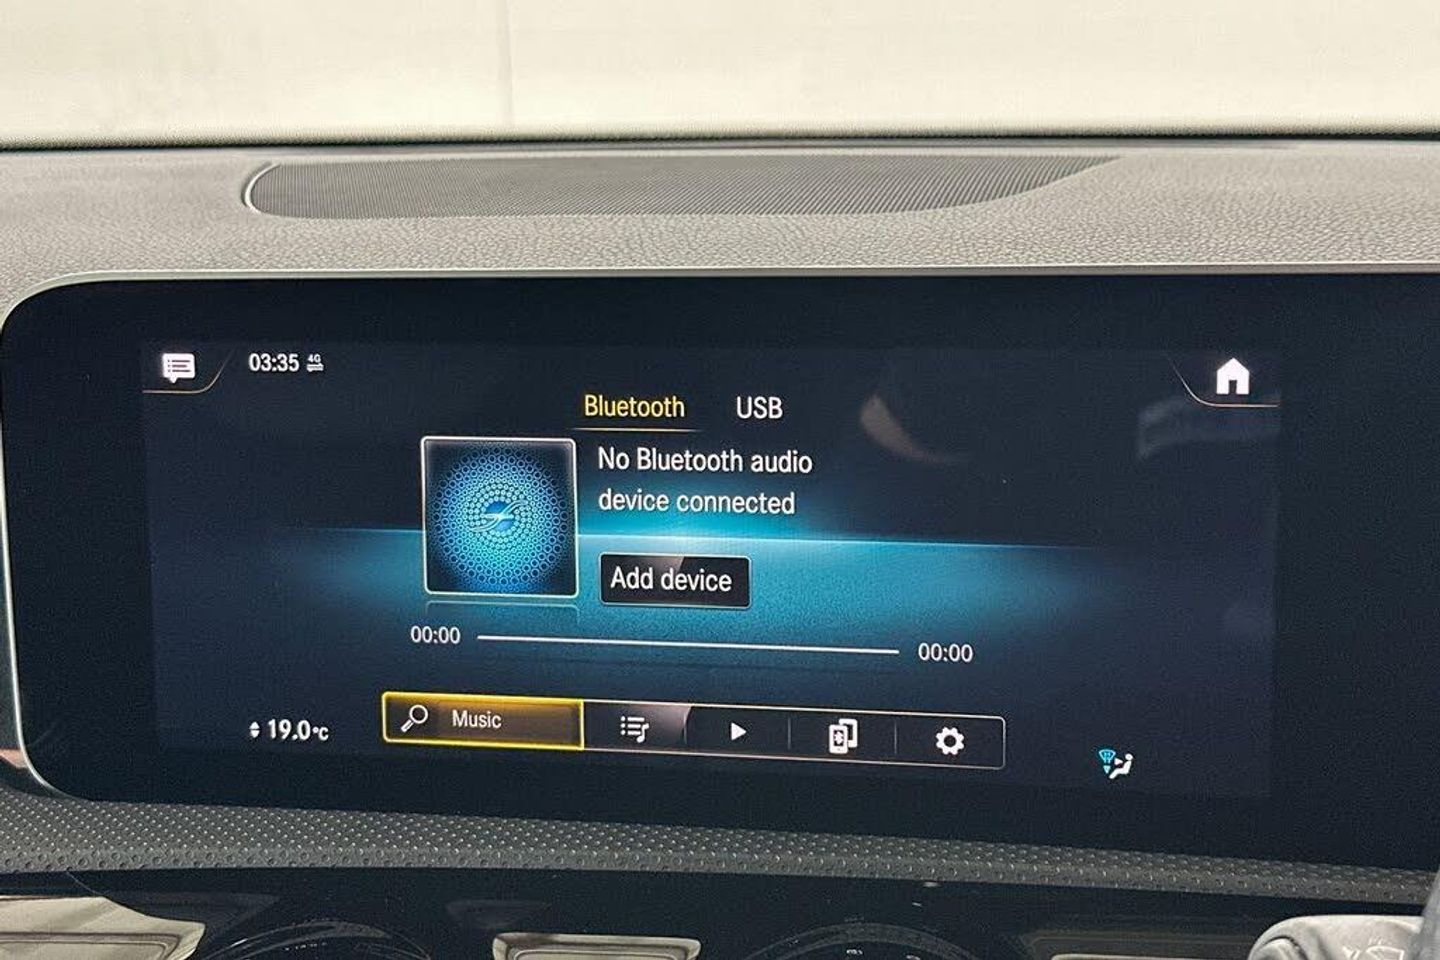 03:35 4G
Bluetooth USB
No Bluetooth audio
device connected
Add device
00:00 00:00
19.0°C
Music